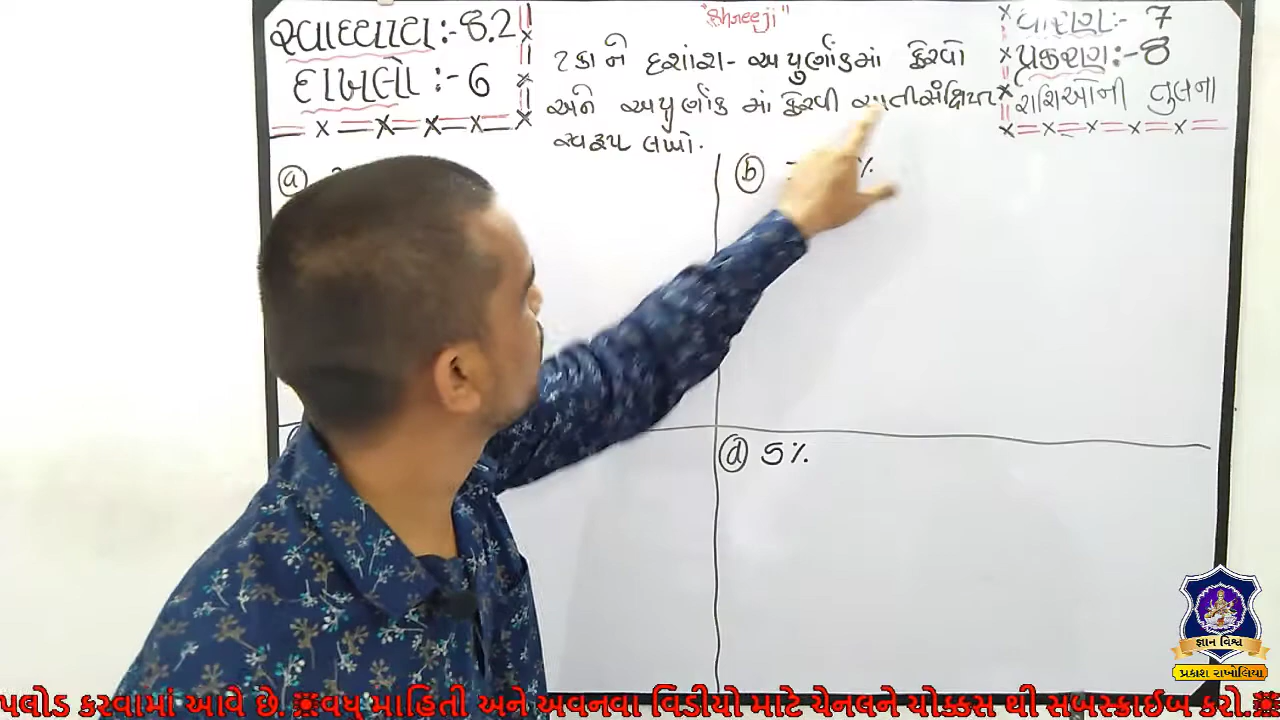 સ્વાધ્યાય :- 8.2
દાખલો :- 6
"Shreeji"
ટકા ને દશાંશ - અપુર્ણાંકમાં ફેરવો
અને અપુર્ણાંક માં ફેરવી અતીસંક્ષિપ્ત
સ્વરૂપ લખો.
ધોરણ :- 7
પ્રકરણ :- 8
રાશિઓની તુલના
(a)
(b) %
(d) 5%
જ્ઞાન વિશ્વ
પ્રકાશ રાખોલિયા
પલોડ કરવામાં આવે છે. વધુ માહિતી અને અવનવા વિડીયો માટે ચેનલને ચોક્કસ થી સબસ્ક્રાઈબ કરો.